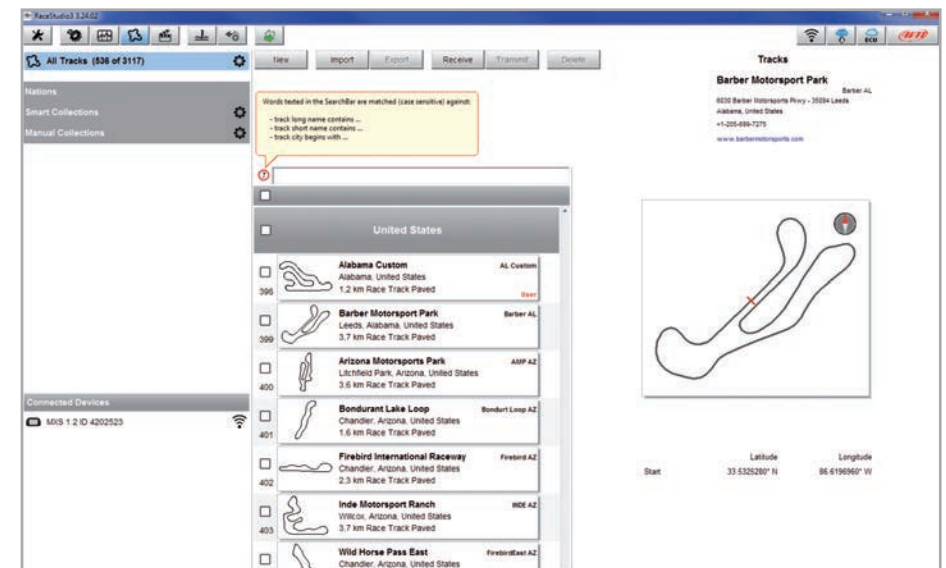 RaceStudio3 3.24.02
ECU
AiM
All Tracks (536 of 3117)
New
Import
Export
Receive
Transmit
Delete
Nations
Smart Collections
Manual Collections
Words texted in the SearchBar are matched (case sensitive) against:
- track long name contains ...
- track short name contains ...
- track city begins with ...
United States
Alabama Custom
AL Custom
Alabama, United States
1.2 km Race Track Paved
User
396
Barber Motorsport Park
Barber AL
Leeds, Alabama, United States
3.7 km Race Track Paved
399
Arizona Motorsports Park
AMP AZ
Litchfield Park, Arizona, United States
3.6 km Race Track Paved
400
Bondurant Lake Loop
Bondurt Loop AZ
Chandler, Arizona, United States
1.6 km Race Track Paved
401
Firebird International Raceway
Firebird AZ
Chandler, Arizona, United States
2.3 km Race Track Paved
402
Inde Motorsport Ranch
INDE AZ
Wilcox, Arizona, United States
3.7 km Race Track Paved
403
Wild Horse Pass East
FirebirdEast AZ
Chandler, Arizona, United States
Connected Devices
MXS 1.2 ID 4202523
Tracks
Barber Motorsport Park
Barber AL
Alabama, United States
www.barbermotorsports.com
Latitude
Longitude
Start
33.5325280° N
86.6196960° W